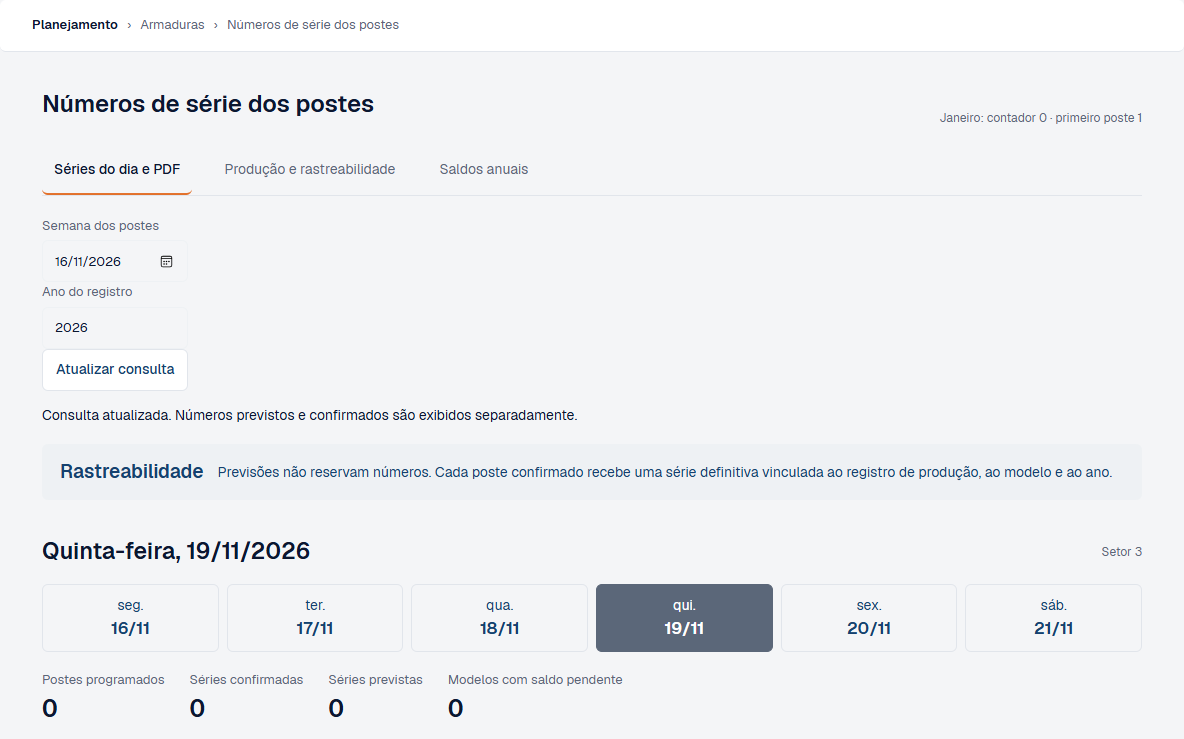 Planejamento › Armaduras › Números de série dos postes
Números de série dos postes
Janeiro: contador 0 · primeiro poste 1
Séries do dia e PDF
Produção e rastreabilidade
Saldos anuais
Semana dos postes
16/11/2026
Ano do registro
2026
Atualizar consulta
Consulta atualizada. Números previstos e confirmados são exibidos separadamente.
Rastreabilidade Previsões não reservam números. Cada poste confirmado recebe uma série definitiva vinculada ao registro de produção, ao modelo e ao ano.
Quinta-feira, 19/11/2026
Setor 3
seg.
16/11
ter.
17/11
qua.
18/11
qui.
19/11
sex.
20/11
sáb.
21/11
Postes programados
0
Séries confirmadas
0
Séries previstas
0
Modelos com saldo pendente
0